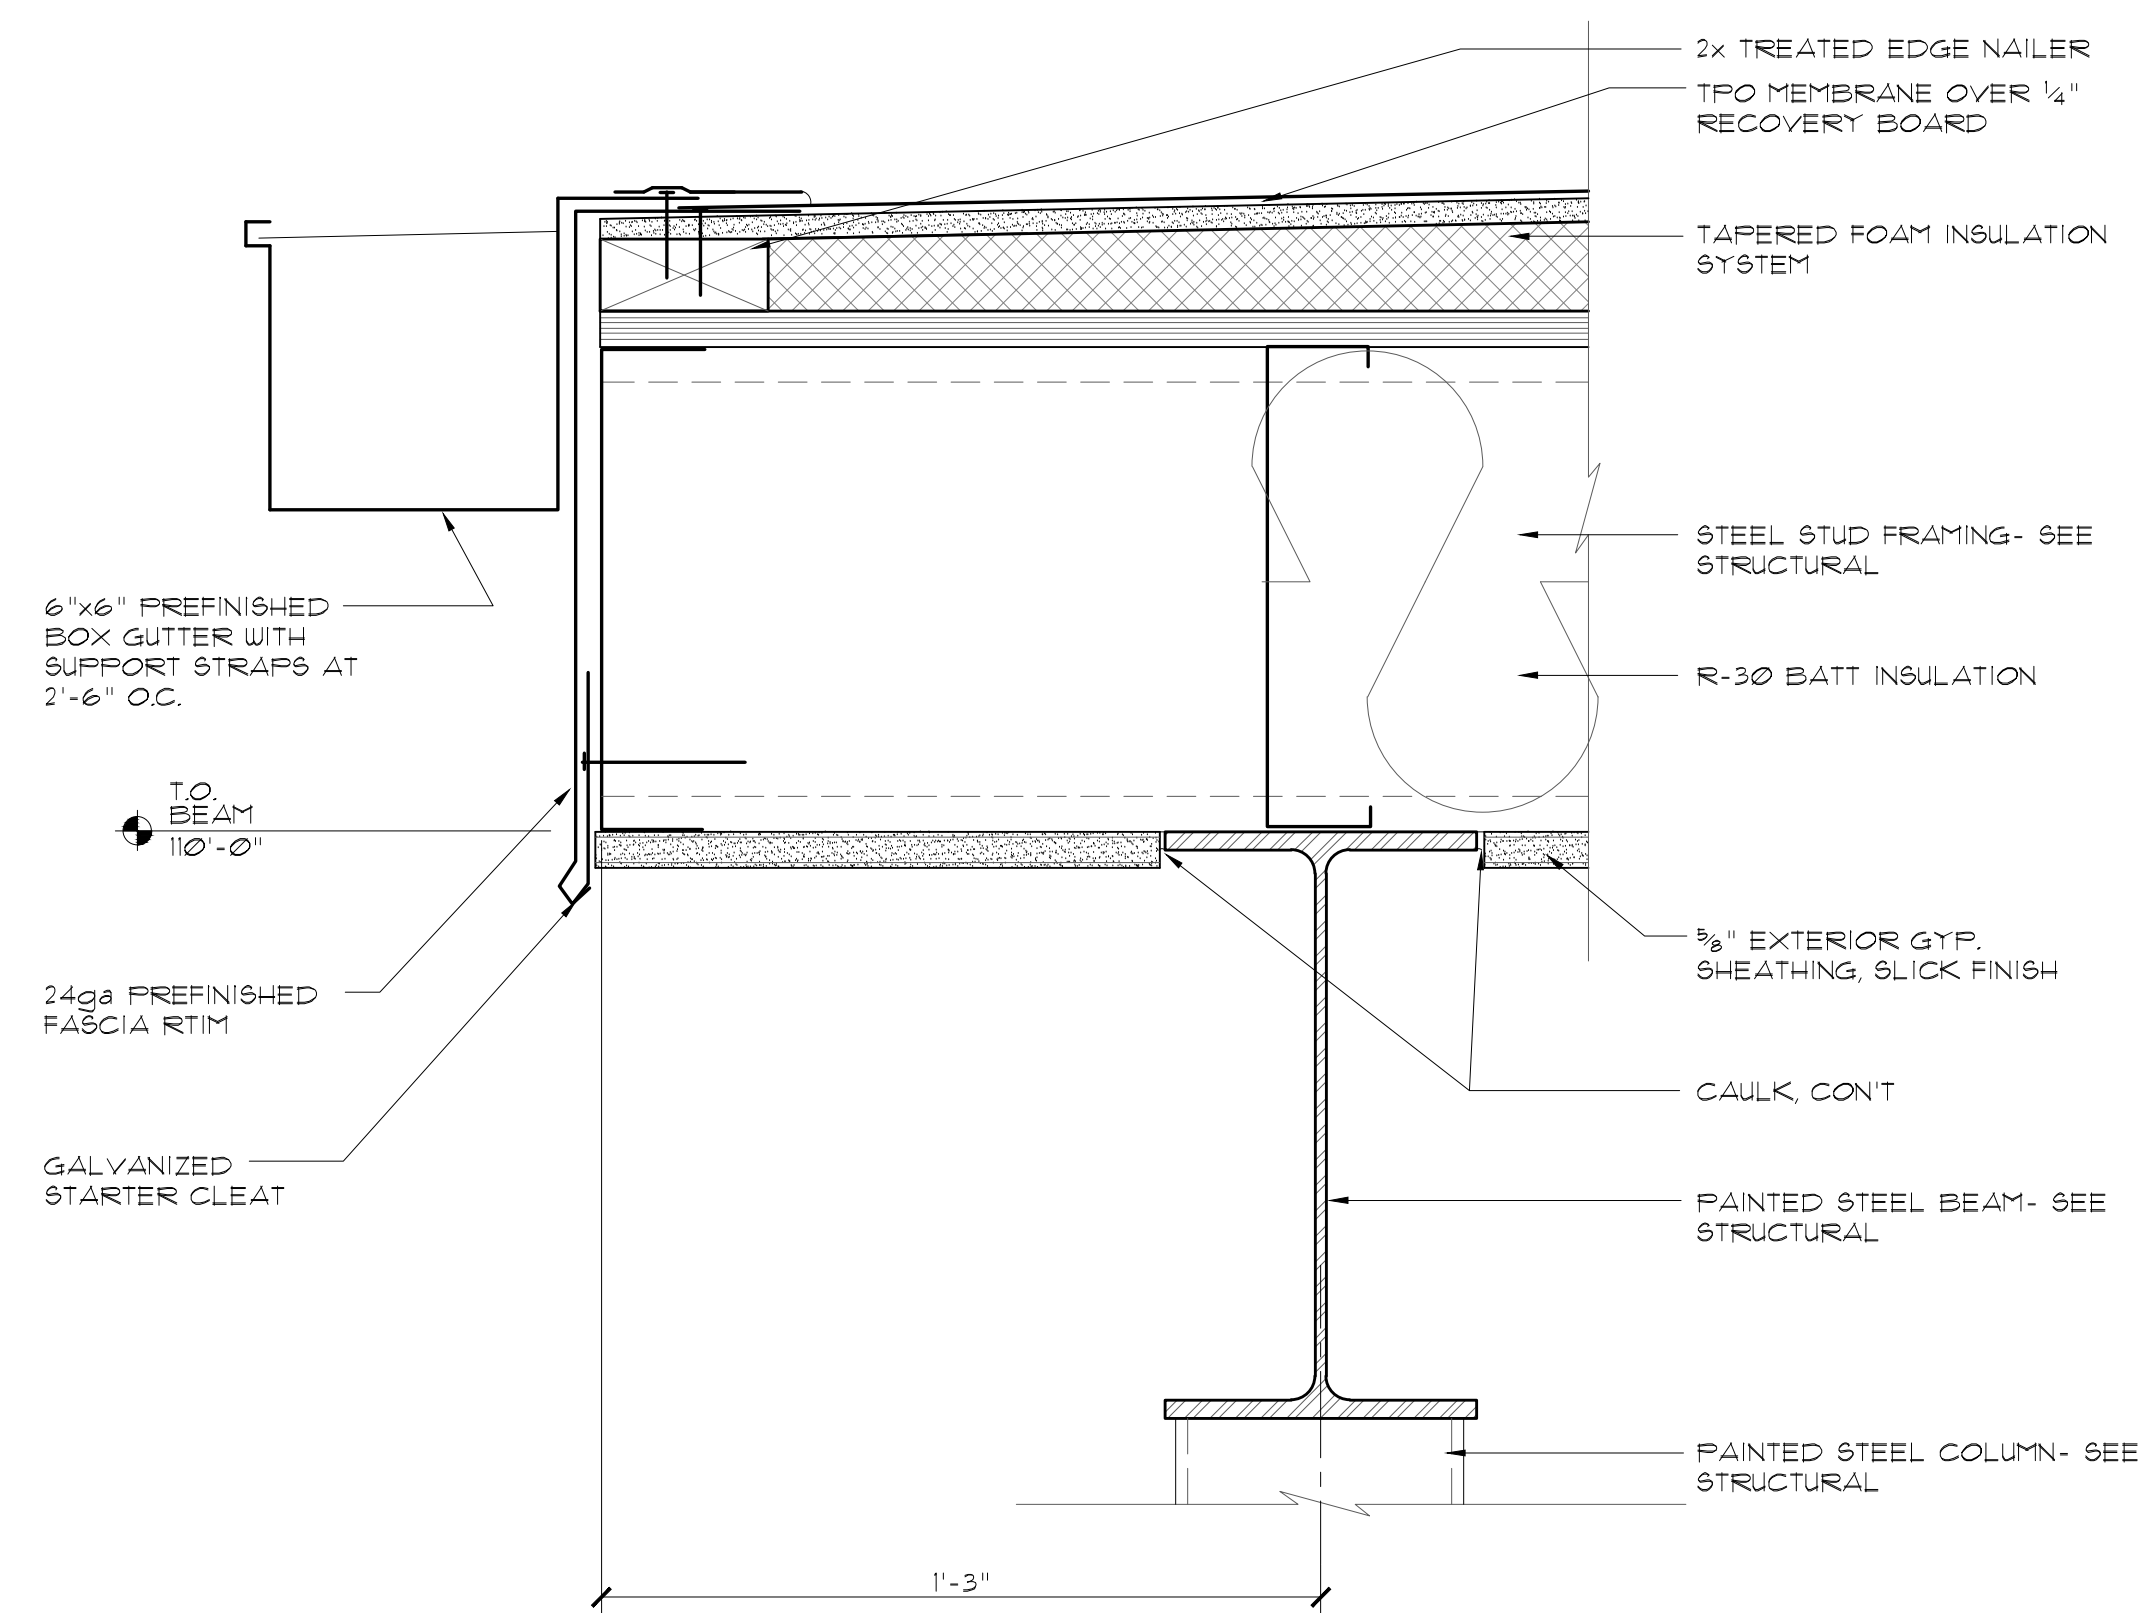 2x TREATED EDGE NAILER
TPO MEMBRANE OVER 1/4"
RECOVERY BOARD
TAPERED FOAM INSULATION
SYSTEM
STEEL STUD FRAMING- SEE
STRUCTURAL
R-30 BATT INSULATION
5/8" EXTERIOR GYP.
SHEATHING, SLICK FINISH
CAULK, CON'T
PAINTED STEEL BEAM- SEE
STRUCTURAL
PAINTED STEEL COLUMN- SEE
STRUCTURAL
6"x6" PREFINISHED
BOX GUTTER WITH
SUPPORT STRAPS AT
2'-6" O.C.
T.O.
BEAM
110'-0"
24ga PREFINISHED
FASCIA RTIM
GALVANIZED
STARTER CLEAT
1'-3"